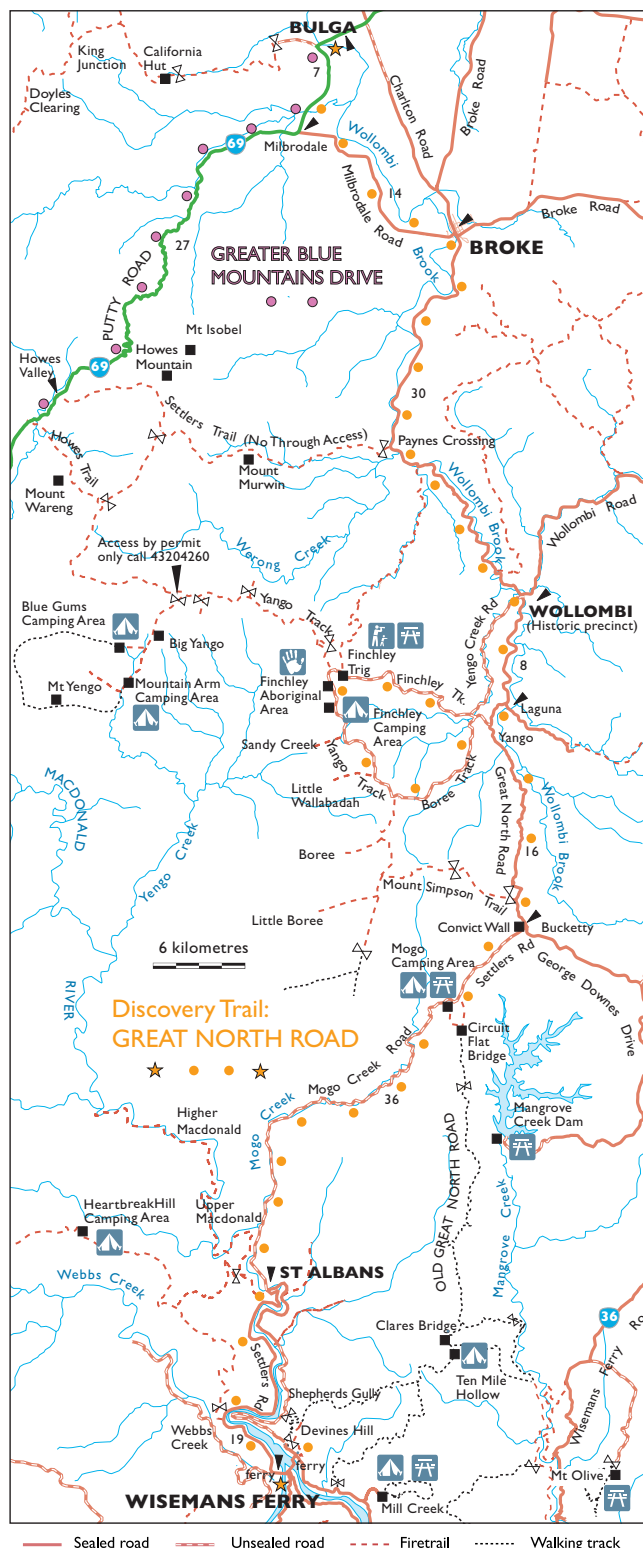 BULGA
King
Junction
California
Hut
7
Doyles
Clearing
Charlton Road
Broke Road
Wollombi
69
Milbrodale
14
Milbrodale Road
Broke Road
Brook
BROKE
27
PUTTY ROAD
GREATER BLUE
MOUNTAINS DRIVE
Mt Isobel
Howes
Valley
69
Howes
Mountain
30
Settlers Trail (No Through Access)
Paynes Crossing
Howes Trail
Mount
Wareng
Mount
Murwin
Wollombi Brook
Wollombi Road
Access by permit
only call 43204260
Werong Creek
Yango Track
Yengo Creek Rd
WOLLOMBI
(Historic precinct)
Blue Gums
Camping Area
Big Yango
Finchley
Trig
8
Mt Yengo
Mountain Arm
Camping Area
Finchley
Aboriginal
Area
Finchley Tk.
Finchley
Camping
Area
Laguna
Yango
Sandy Creek
Yango Track
Boree Track
Great North Road
Little
Wallabadah
Wollombi Brook
MACDONALD
RIVER
Yengo Creek
Boree
16
Mount Simpson Trail
Little Boree
Convict Wall
Bucketty
6 kilometres
Mogo
Camping Area
Settlers Rd
George Downes Drive
Discovery Trail:
GREAT NORTH ROAD
Circuit
Flat
Bridge
Mogo Creek Road
36
Mogo Creek
Higher
Macdonald
Mangrove
Creek Dam
OLD GREAT NORTH ROAD
Mangrove Creek
HeartbreakHill
Camping Area
Upper
Macdonald
Webbs Creek
ST ALBANS
36
Clares Bridge
Ten Mile
Hollow
Settlers Rd
Shepherds Gully
Wisemans Ferry Ro
Webbs
Creek
19
Devines Hill
ferry
ferry
Mt Olive
WISEMANS FERRY
Mill Creek
Sealed road
Unsealed road
Firetrail
Walking track